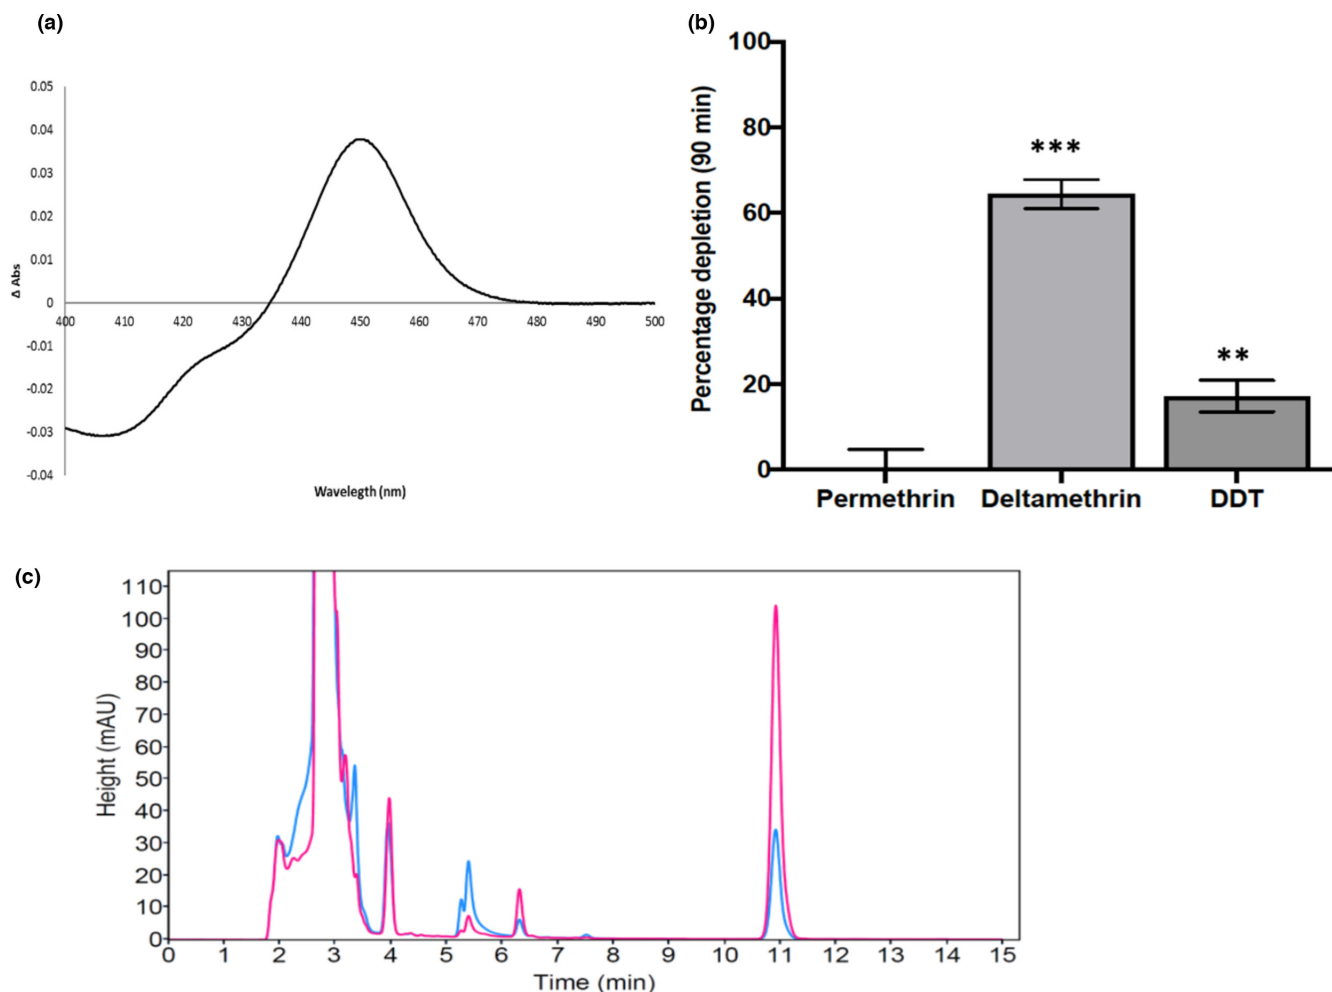 (a)
0.05
0.04
0.03
0.02
0.01
0
-0.01
-0.02
-0.03
-0.04
Δ Abs
400 410 420 430 440 450 460 470 480 490 500
Wavelegth (nm)
(b)
100
80
60
40
20
0
Percentage depletion (90 min)
***
**
Permethrin Deltamethrin DDT
(c)
110
100
90
80
70
60
50
40
30
20
10
0
Height (mAU)
0 1 2 3 4 5 6 7 8 9 10 11 12 13 14 15
Time (min)